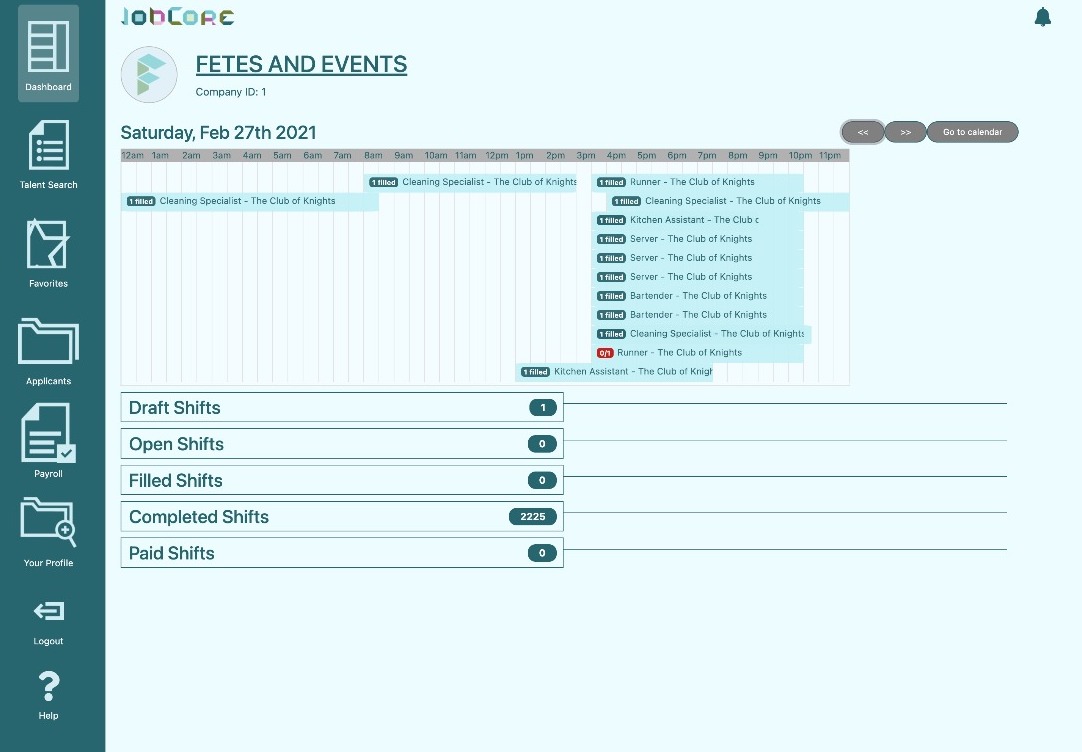 JobCore
Dashboard
Talent Search
Favorites
Applicants
Payroll
Your Profile
Logout
Help
FETES AND EVENTS
Company ID: 1
Saturday, Feb 27th 2021
<< >> Go to calendar
12am 1am 2am 3am 4am 5am 6am 7am 8am 9am 10am 11am 12pm 1pm 2pm 3pm 4pm 5pm 6pm 7pm 8pm 9pm 10pm 11pm
1 filled Cleaning Specialist - The Club of Knights 1 filled Runner - The Club of Knights
1 filled Cleaning Specialist - The Club of Knights 1 filled Cleaning Specialist - The Club of Knights
1 filled Kitchen Assistant - The Club
1 filled Server - The Club of Knights
1 filled Server - The Club of Knights
1 filled Server - The Club of Knights
1 filled Bartender - The Club of Knights
1 filled Bartender - The Club of Knights
1 filled Cleaning Specialist - The Club of Knights
0/1 Runner - The Club of Knights
1 filled Kitchen Assistant - The Club of Knigh
Draft Shifts 1
Open Shifts 0
Filled Shifts 0
Completed Shifts 2225
Paid Shifts 0